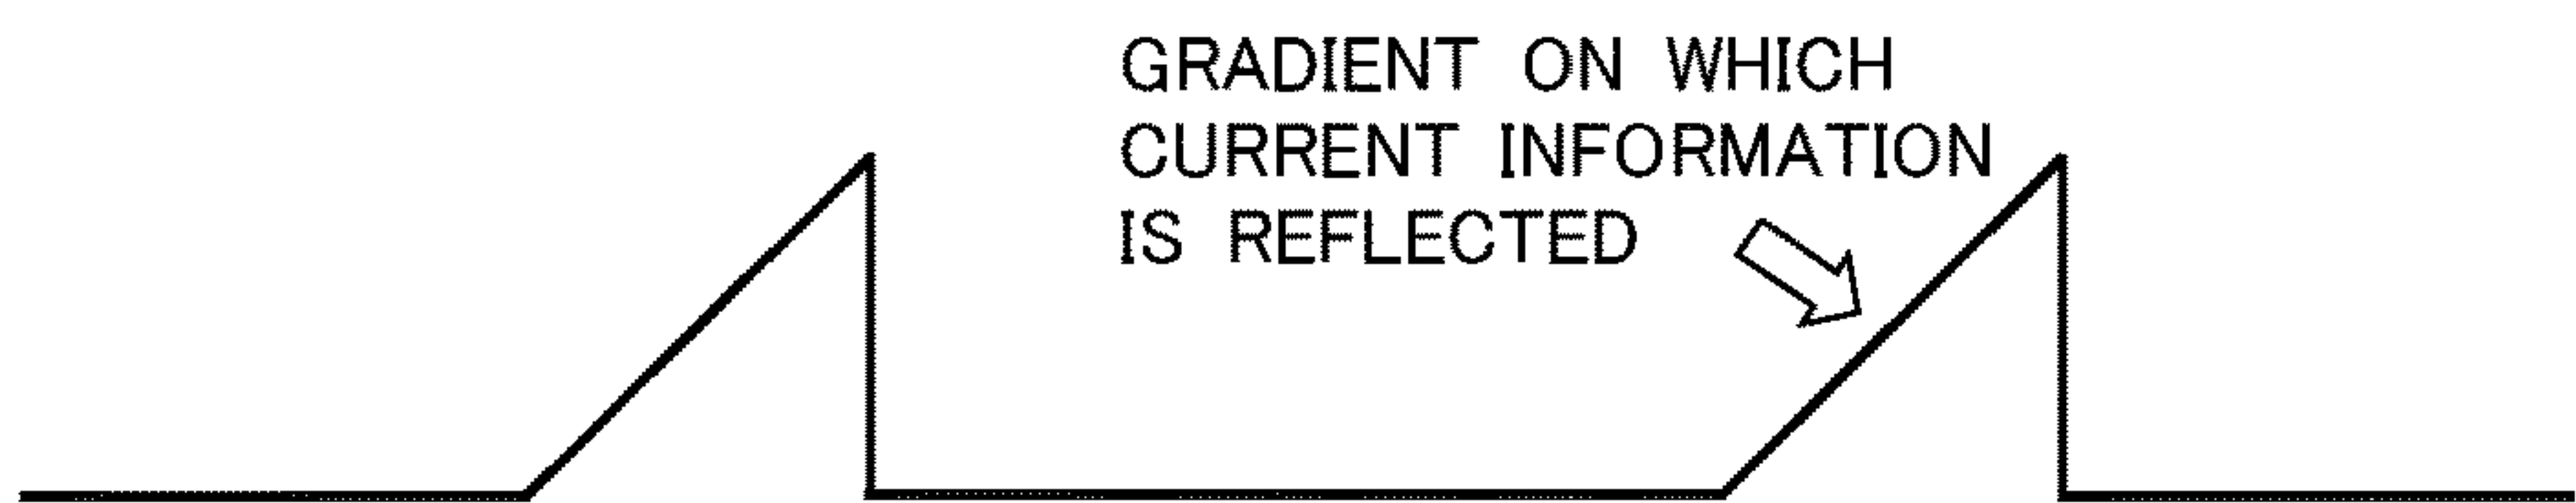 GRADIENT ON WHICH
CURRENT INFORMATION
IS REFLECTED